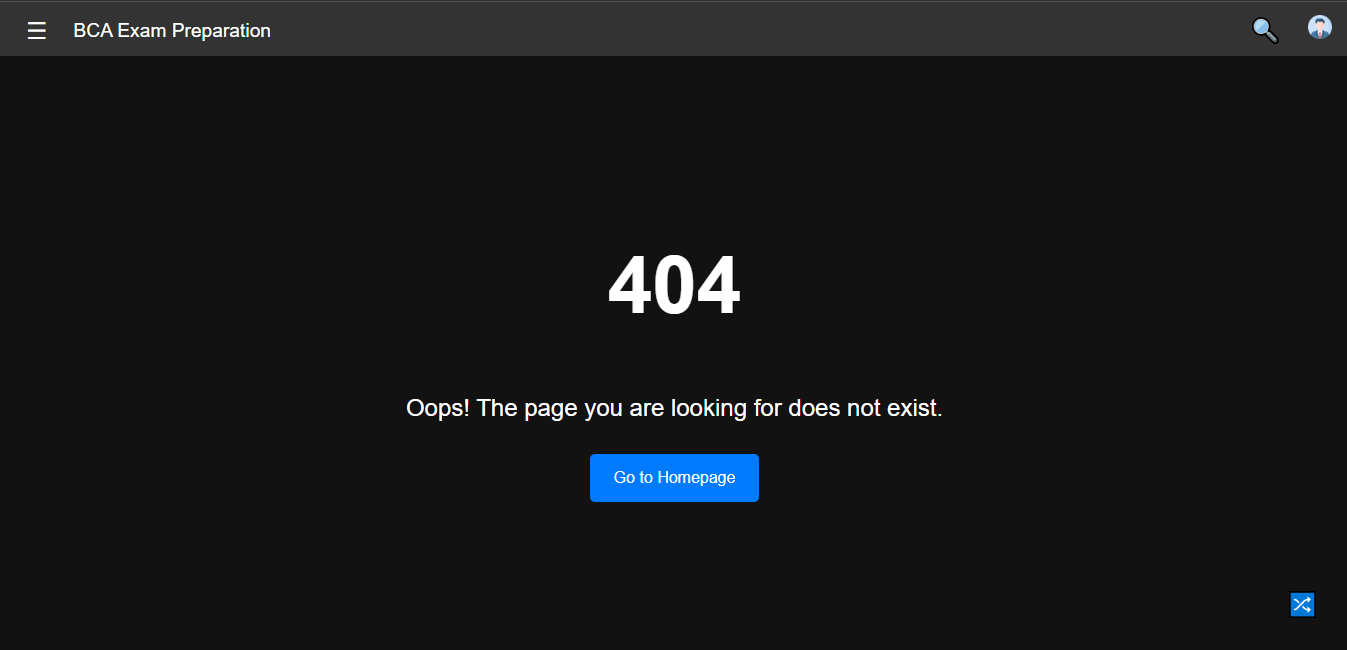 BCA Exam Preparation
404
Oops! The page you are looking for does not exist.
Go to Homepage